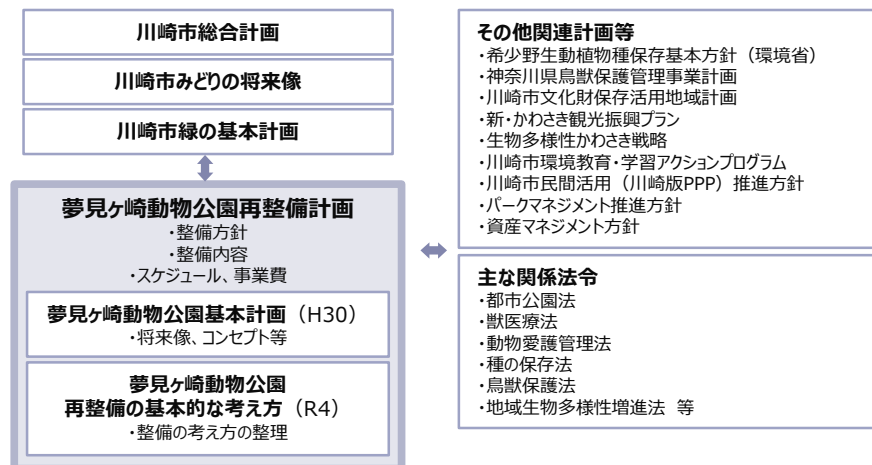 川崎市総合計画
川崎市みどりの将来像
川崎市緑の基本計画
夢見ヶ崎動物公園再整備計画
・整備方針
・整備内容
・スケジュール、事業費
夢見ヶ崎動物公園基本計画（H30）
・将来像、コンセプト等
夢見ヶ崎動物公園
再整備の基本的な考え方（R4）
・整備の考え方の整理
その他関連計画等
・希少野生動植物種保存基本方針（環境省）
・神奈川県鳥獣保護管理事業計画
・川崎市文化財保存活用地域計画
・新・かわさき観光振興プラン
・生物多様性かわさき戦略
・川崎市環境教育・学習アクションプログラム
・川崎市民間活用（川崎版PPP）推進方針
・パークマネジメント推進方針
・資産マネジメント方針
主な関係法令
・都市公園法
・獣医療法
・動物愛護管理法
・種の保存法
・鳥獣保護法
・地域生物多様性増進法 等